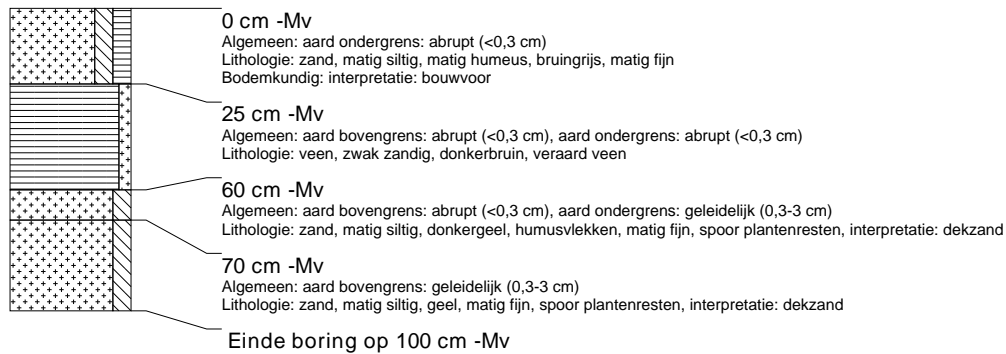 0 cm -Mv
Algemeen: aard ondergrens: abrupt (<0,3 cm)
Lithologie: zand, matig siltig, matig humeus, bruingrijs, matig fijn
Bodemkundig: interpretatie: bouwvoor
25 cm -Mv
Algemeen: aard bovengrens: abrupt (<0,3 cm), aard ondergrens: abrupt (<0,3 cm)
Lithologie: veen, zwak zandig, donkerbruin, veraard veen
60 cm -Mv
Algemeen: aard bovengrens: abrupt (<0,3 cm), aard ondergrens: geleidelijk (0,3-3 cm)
Lithologie: zand, matig siltig, donkergeel, humusvlekken, matig fijn, spoor plantenresten, interpretatie: dekzand
70 cm -Mv
Algemeen: aard bovengrens: geleidelijk (0,3-3 cm)
Lithologie: zand, matig siltig, geel, matig fijn, spoor plantenresten, interpretatie: dekzand
Einde boring op 100 cm -Mv